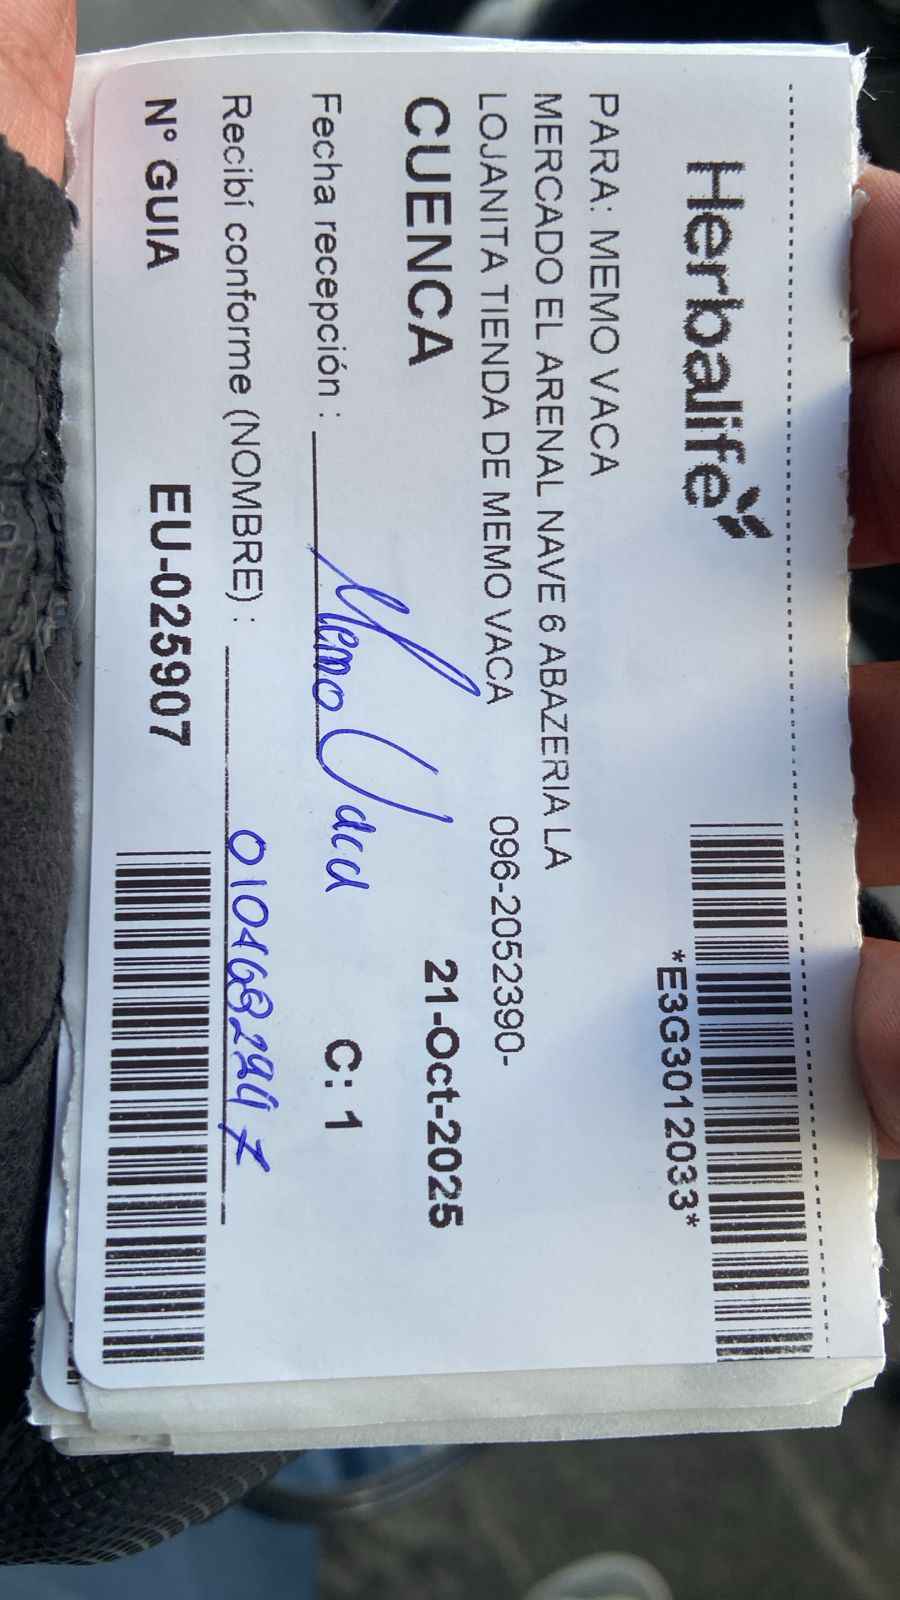 Herbalife
*E3G3012033*
PARA: MEMO VACA
MERCADO EL ARENAL NAVE 6 ABAZERIA LA
LOJANITA TIENDA DE MEMO VACA 096-2052390-
CUENCA 21-Oct-2025
Fecha recepción : Memo Vaca C: 1
Recibí conforme (NOMBRE) :
N° GUIA EU-025907